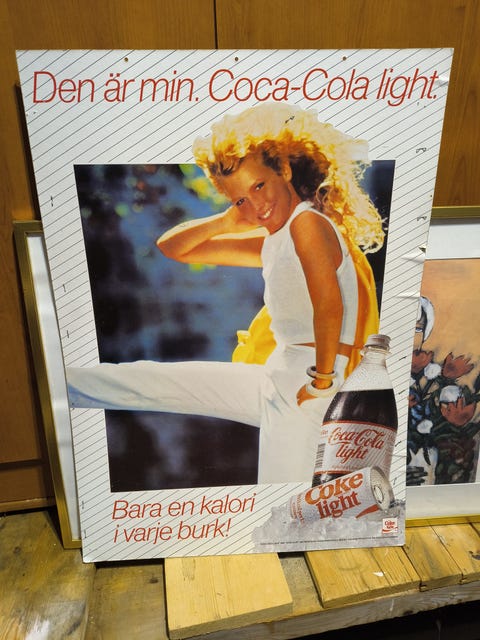 Den är min. Coca-Cola light.
Coca-Cola
light
Coke
light
Bara en kalori
i varje burk!